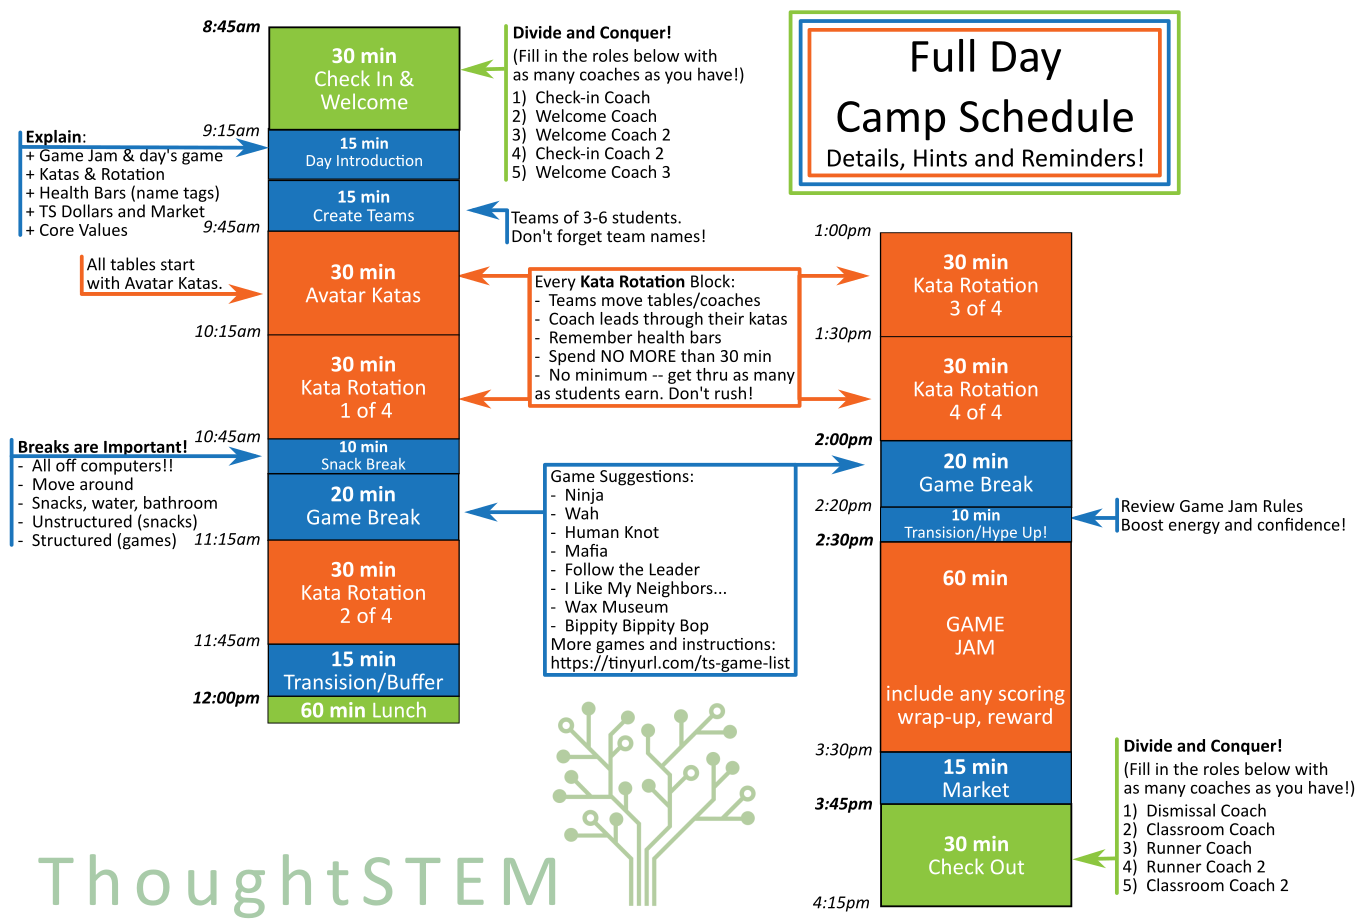 Full Day
Camp Schedule
Details, Hints and Reminders!
8:45am
30 min
Check In &
Welcome
Divide and Conquer!
(Fill in the roles below with
as many coaches as you have!)
1) Check-in Coach
2) Welcome Coach
3) Welcome Coach 2
4) Check-in Coach 2
5) Welcome Coach 3
9:15am
Explain:
+ Game Jam & day's game
+ Katas & Rotation
+ Health Bars (name tags)
+ TS Dollars and Market
+ Core Values
15 min
Day Introduction
15 min
Create Teams
Teams of 3-6 students.
Don't forget team names!
9:45am
All tables start
with Avatar Katas.
30 min
Avatar Katas
10:15am
30 min
Kata Rotation
1 of 4
Every Kata Rotation Block:
- Teams move tables/coaches
- Coach leads through their katas
- Remember health bars
- Spend NO MORE than 30 min
- No minimum -- get thru as many
as students earn. Don't rush!
10:45am
Breaks are Important!
- All off computers!!
- Move around
- Snacks, water, bathroom
- Unstructured (snacks)
- Structured (games)
10 min
Snack Break
20 min
Game Break
Game Suggestions:
- Ninja
- Wah
- Human Knot
- Mafia
- Follow the Leader
- I Like My Neighbors...
- Wax Museum
- Bippity Bippity Bop
More games and instructions:
https://tinyurl.com/ts-game-list
11:15am
30 min
Kata Rotation
2 of 4
11:45am
15 min
Transision/Buffer
12:00pm
60 min Lunch
1:00pm
30 min
Kata Rotation
3 of 4
1:30pm
30 min
Kata Rotation
4 of 4
2:00pm
20 min
Game Break
2:20pm
10 min
Transision/Hype Up!
Review Game Jam Rules
Boost energy and confidence!
2:30pm
60 min
GAME
JAM
include any scoring
wrap-up, reward
3:30pm
15 min
Market
3:45pm
30 min
Check Out
Divide and Conquer!
(Fill in the roles below with
as many coaches as you have!)
1) Dismissal Coach
2) Classroom Coach
3) Runner Coach
4) Runner Coach 2
5) Classroom Coach 2
4:15pm
ThoughtSTEM